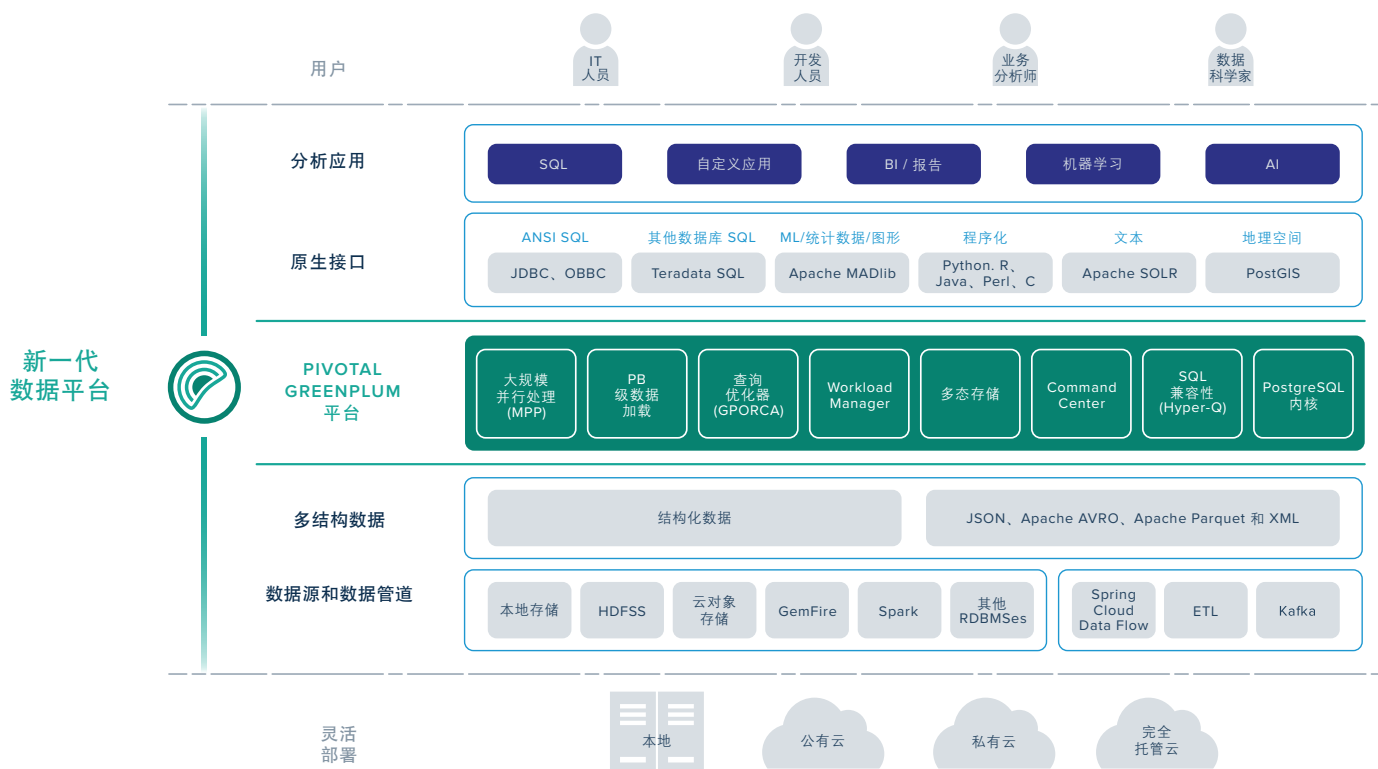 用户
IT
人员
开发
人员
业务
分析师
数据
科学家
分析应用
SQL
自定义应用
BI / 报告
机器学习
AI
原生接口
ANSI SQL
其他数据库 SQL
ML/统计数据/图形
程序化
文本
地理空间
JDBC、OBBC
Teradata SQL
Apache MADlib
Python. R、
Java、Perl、C
Apache SOLR
PostGIS
新一代
数据平台
PIVOTAL
GREENPLUM
平台
大规模
并行处理
(MPP)
PB
级数据
加载
查询
优化器
(GPORCA)
Workload
Manager
多态存储
Command
Center
SQL
兼容性
(Hyper-Q)
PostgreSQL
内核
多结构数据
结构化数据
JSON、Apache AVRO、Apache Parquet 和 XML
数据源和数据管道
本地存储
HDFSS
云对象
存储
GemFire
Spark
其他
RDBMSes
Spring
Cloud
Data Flow
ETL
Kafka
灵活
部署
本地
公有云
私有云
完全
托管云